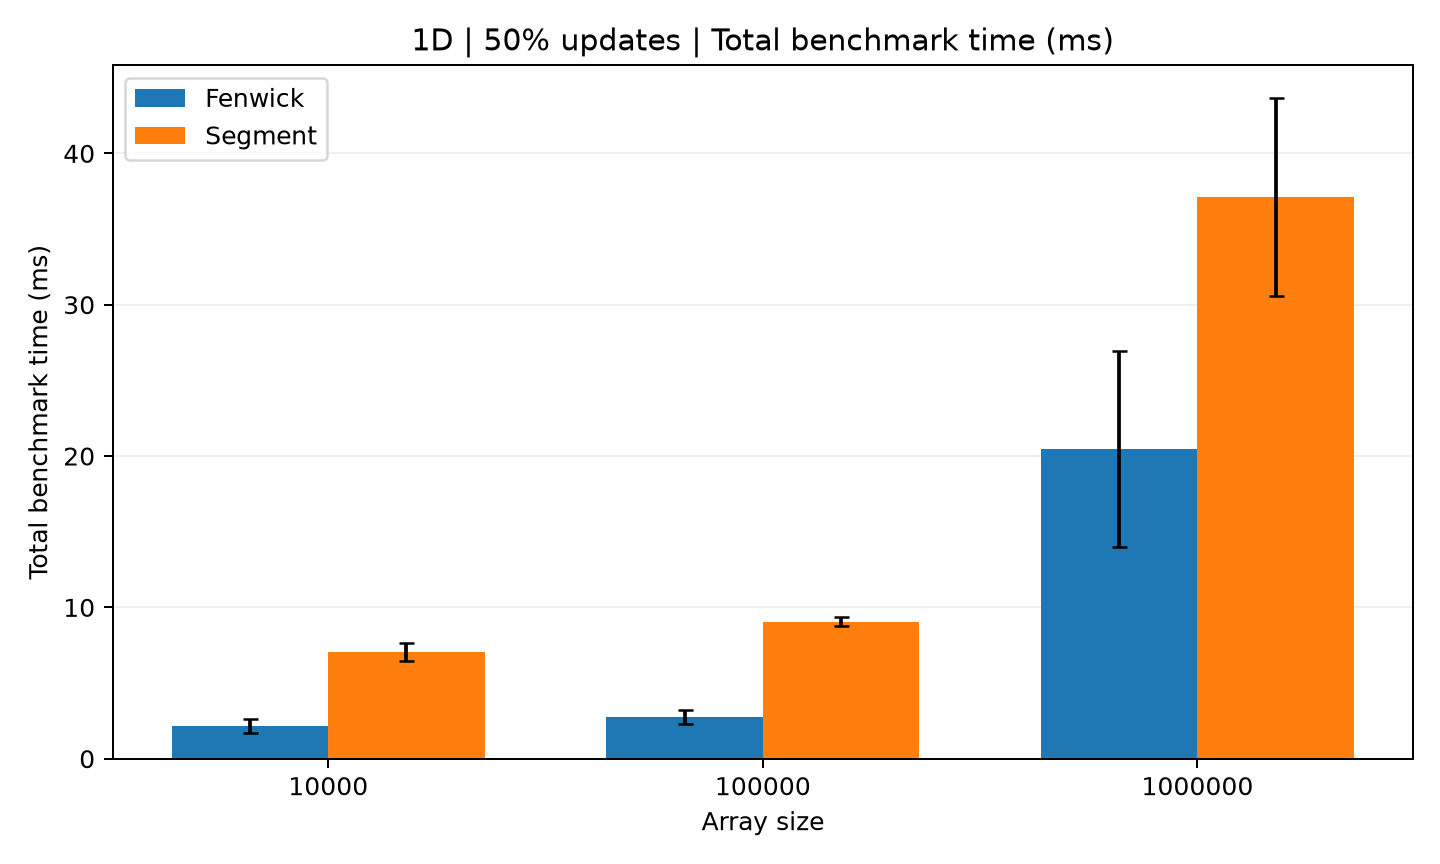 1D | 50% updates | Total benchmark time (ms)
Fenwick
Segment
Total benchmark time (ms)
40
30
20
10
0
10000
100000
1000000
Array size